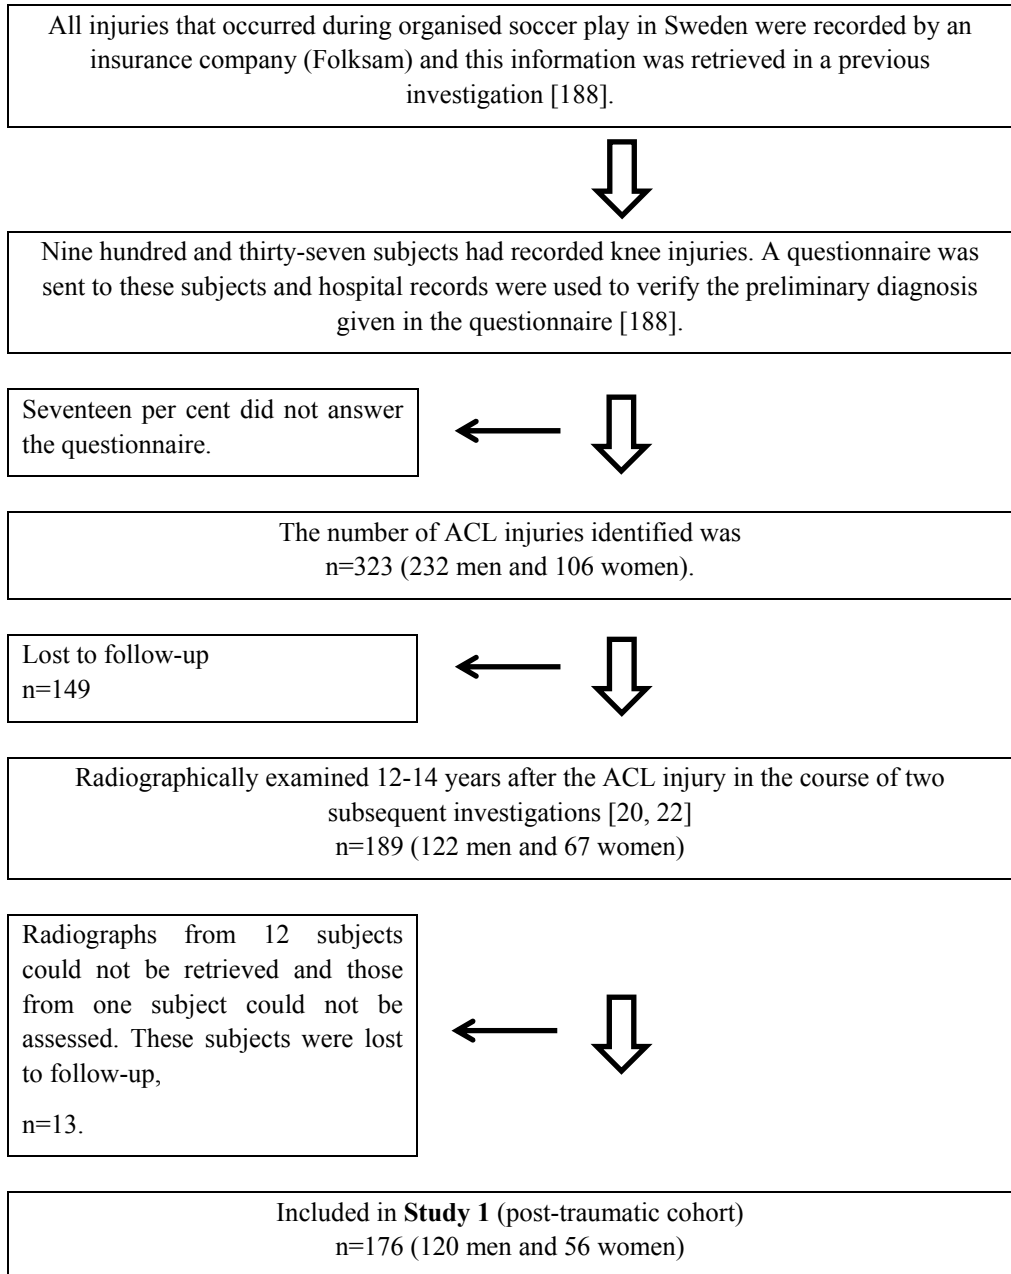 All injuries that occurred during organised soccer play in Sweden were recorded by an
insurance company (Folksam) and this information was retrieved in a previous
investigation [188].
Nine hundred and thirty-seven subjects had recorded knee injuries. A questionnaire was
sent to these subjects and hospital records were used to verify the preliminary diagnosis
given in the questionnaire [188].
Seventeen per cent did not answer
the questionnaire.
The number of ACL injuries identified was
n=323 (232 men and 106 women).
Lost to follow-up
n=149
Radiographically examined 12-14 years after the ACL injury in the course of two
subsequent investigations [20, 22]
n=189 (122 men and 67 women)
Radiographs from 12 subjects
could not be retrieved and those
from one subject could not be
assessed. These subjects were lost
to follow-up,
n=13.
Included in Study 1 (post-traumatic cohort)
n=176 (120 men and 56 women)